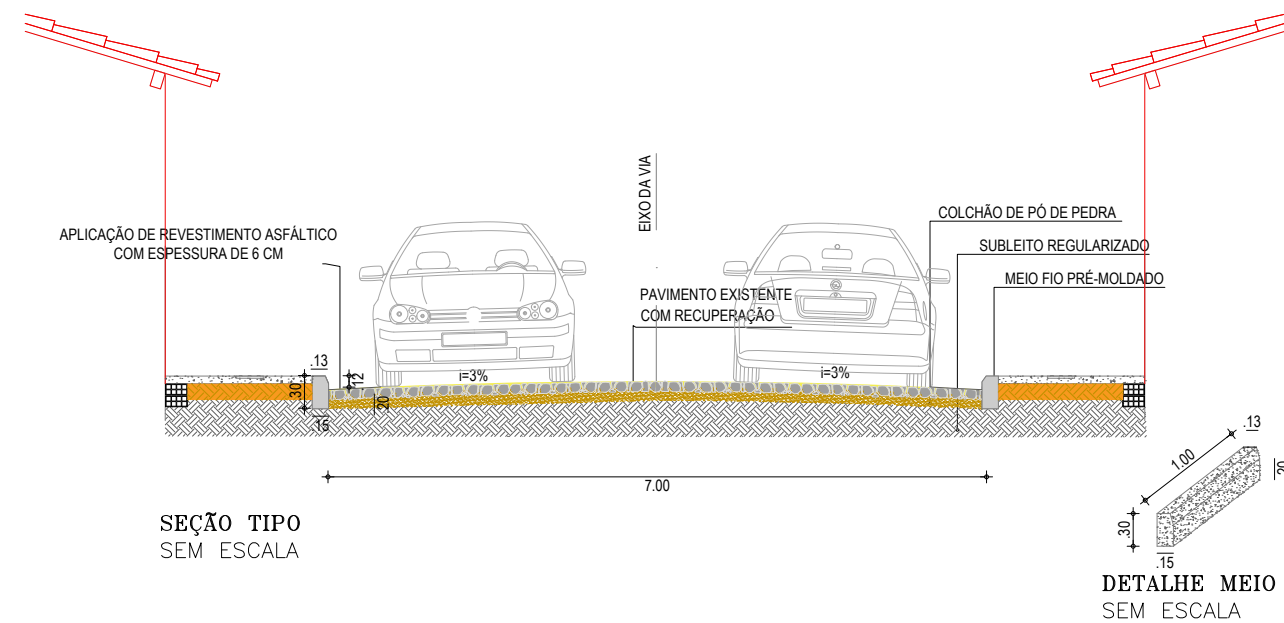 EIXO DA VIA
APLICAÇÃO DE REVESTIMENTO ASFÁLTICO
COM ESPESSURA DE 6 CM
COLCHÃO DE PÓ DE PEDRA
SUBLEITO REGULARIZADO
MEIO FIO PRÉ-MOLDADO
PAVIMENTO EXISTENTE
COM RECUPERAÇÃO
.13
12
i=3%
i=3%
.30
20
.15
7.00
SEÇÃO TIPO
SEM ESCALA
.13
1.00
20
.30
.15
DETALHE MEIO
SEM ESCALA